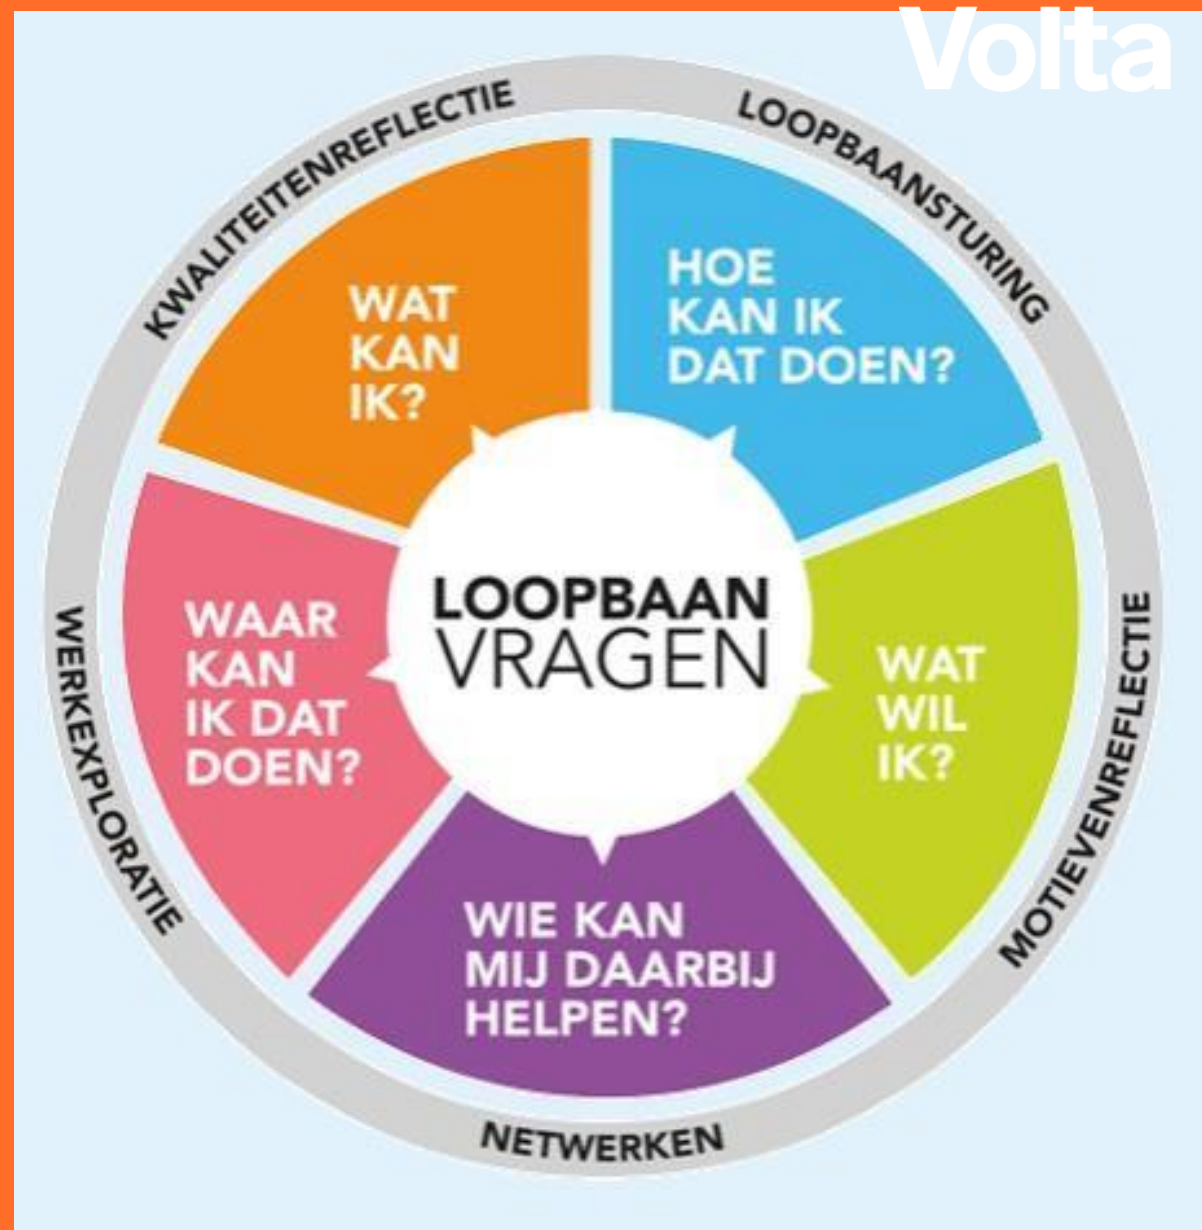 Volta
KWALITEITENREFLECTIE
LOOPBAANSTURING
WAT
KAN
IK?
HOE
KAN IK
DAT DOEN?
LOOPBAAN
VRAGEN
WAAR
KAN
IK DAT
DOEN?
WAT
WIL
IK?
WERKEXPLORATIE
MOTIEVENREFLECTIE
WIE KAN
MIJ DAARBIJ
HELPEN?
NETWERKEN